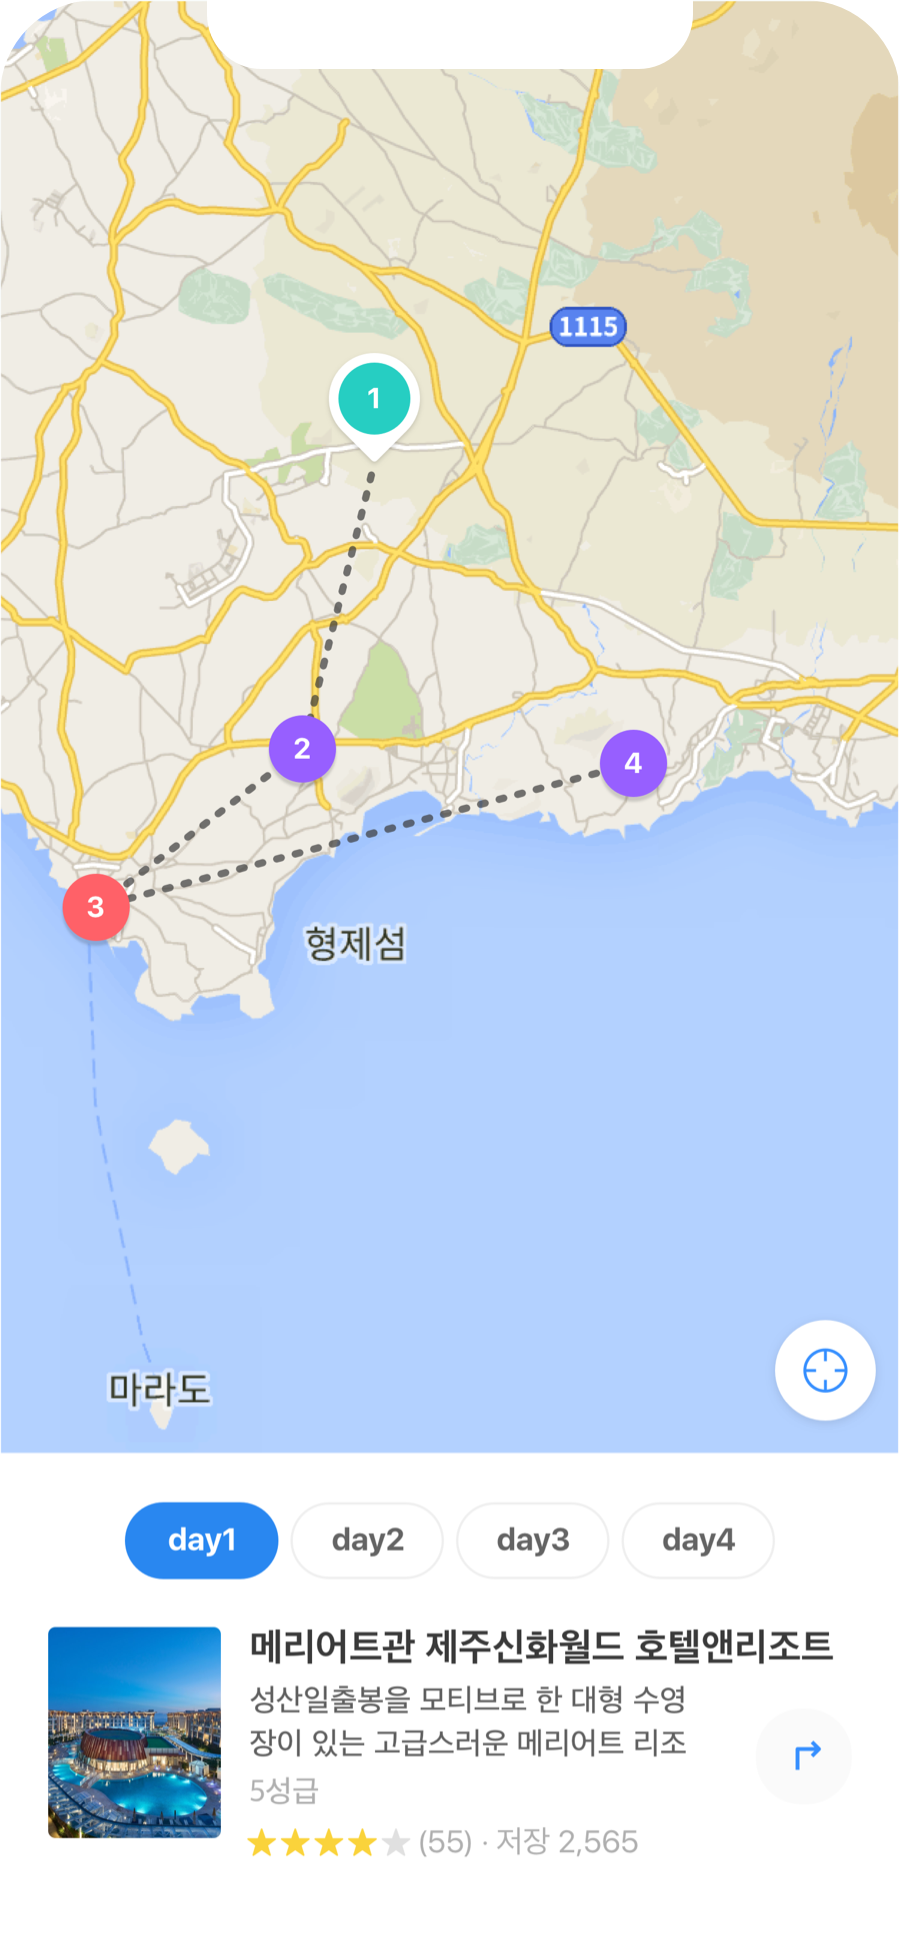 1115
1
2
4
3
형제섬
마라도
day1
day2
day3
day4
메리어트관 제주신화월드 호텔앤리조트
성산일출봉을 모티브로 한 대형 수영
장이 있는 고급스러운 메리어트 리조
5성급
(55) · 저장 2,565